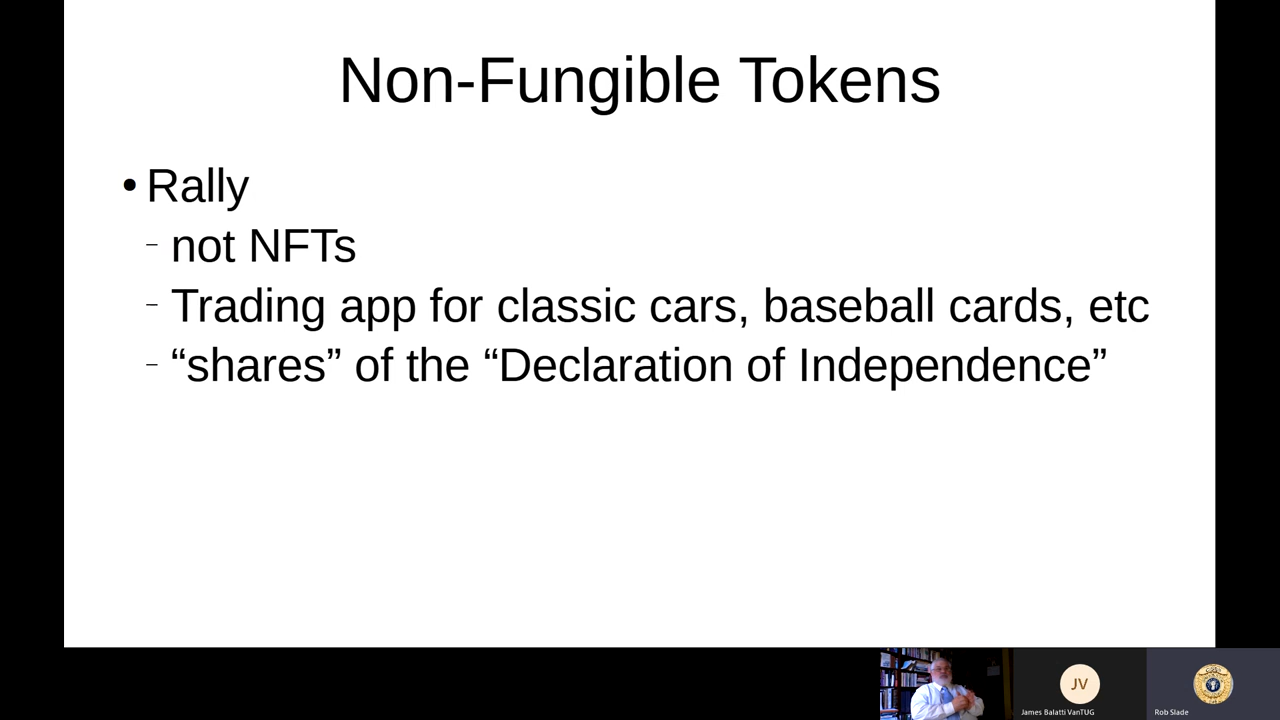 Non-Fungible Tokens
• Rally
– not NFTs
– Trading app for classic cars, baseball cards, etc
– “shares” of the “Declaration of Independence”
JV
James Balatti VanTUG
Rob Slade